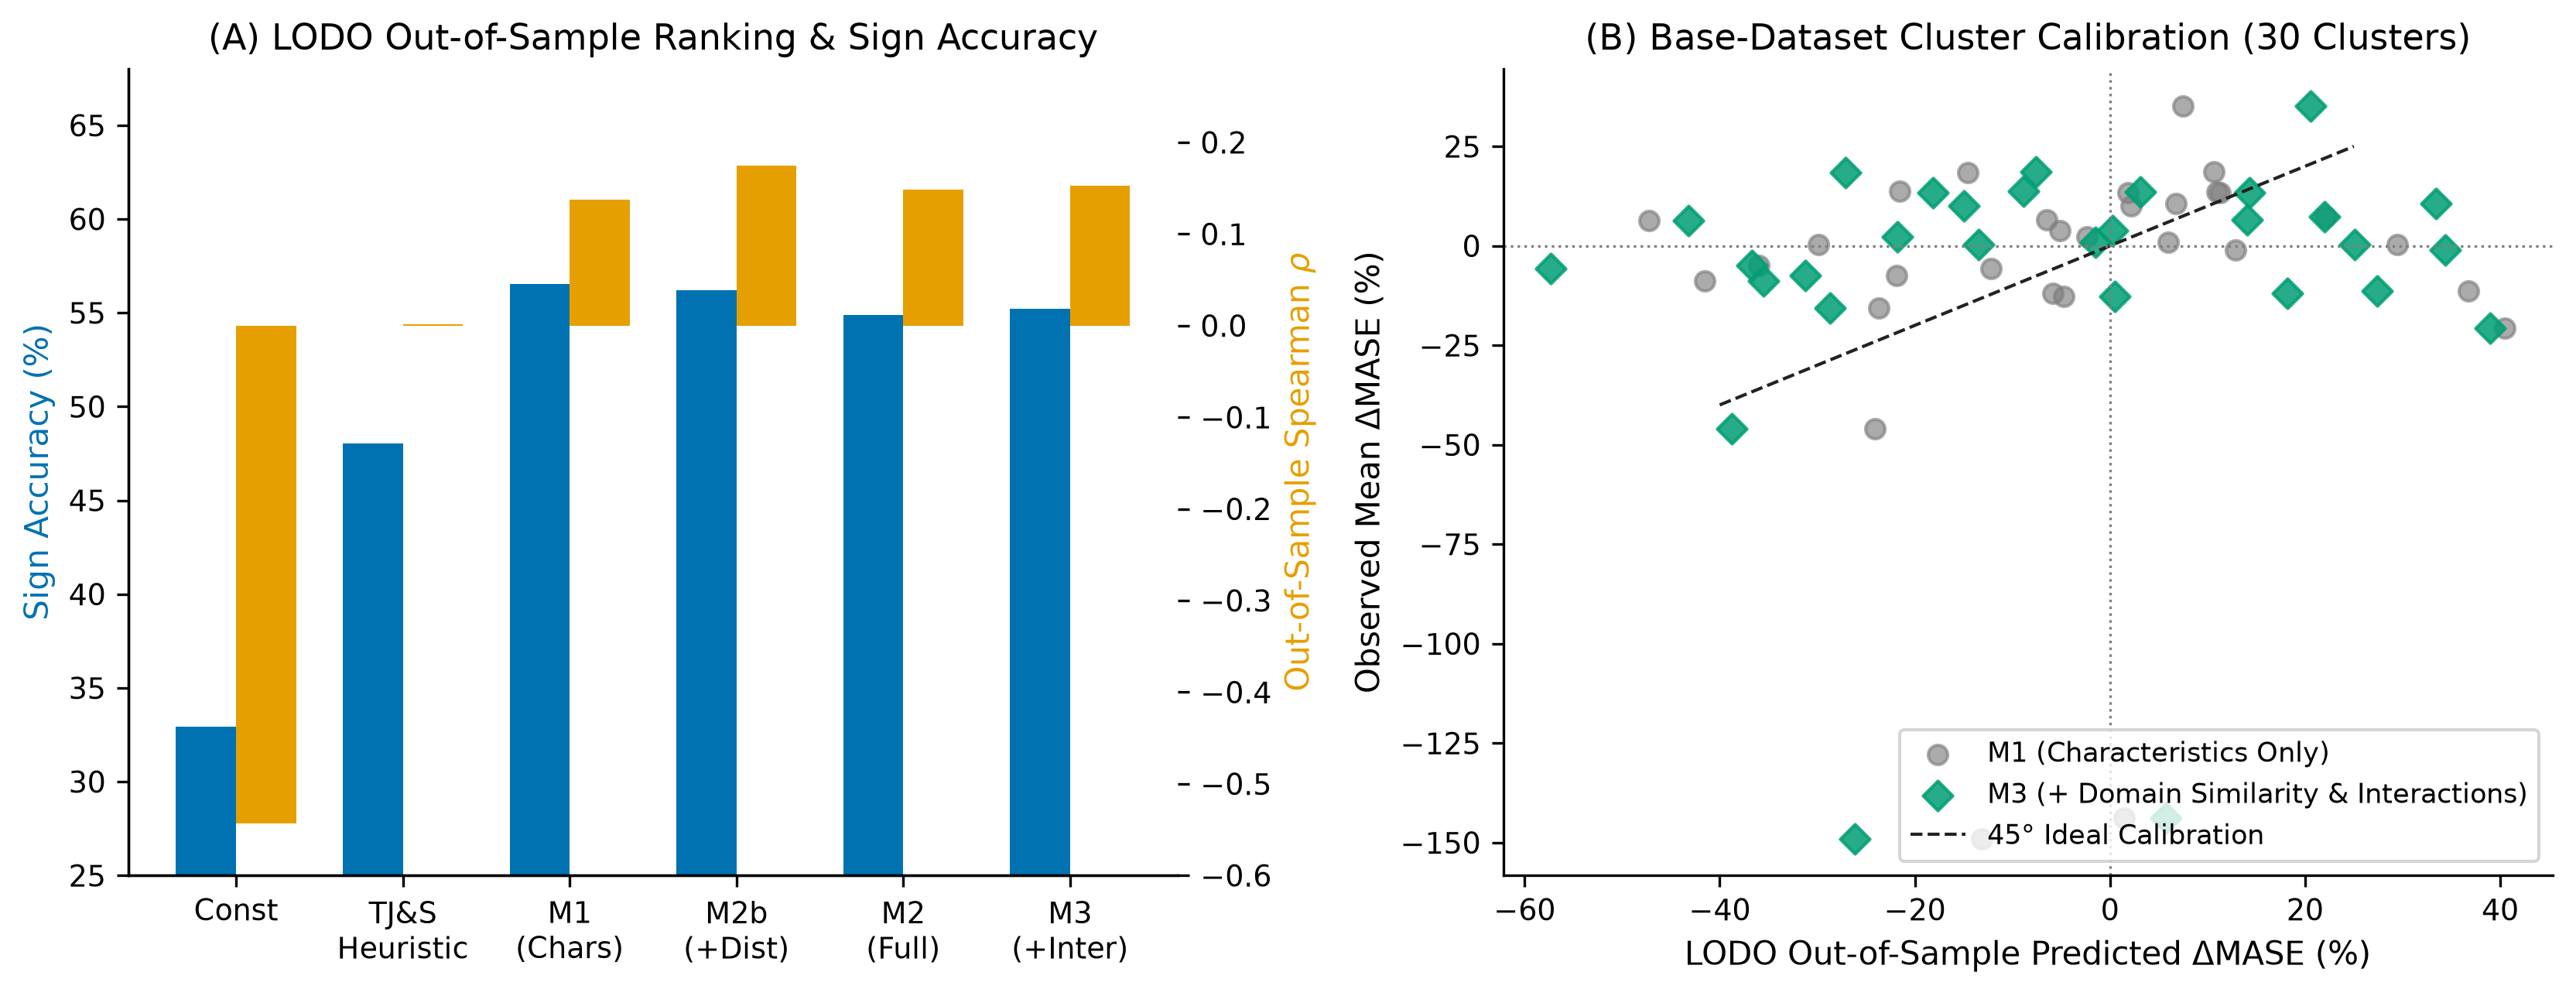 (A) LODO Out-of-Sample Ranking & Sign Accuracy
Sign Accuracy (%)
65
60
55
50
45
40
35
30
25
Const
TJ&S
Heuristic
M1
(Chars)
M2b
(+Dist)
M2
(Full)
M3
(+Inter)
0.2
0.1
0.0
−0.1
−0.2
−0.3
−0.4
−0.5
−0.6
Out-of-Sample Spearman ρ
(B) Base-Dataset Cluster Calibration (30 Clusters)
Observed Mean ΔMASE (%)
25
0
−25
−50
−75
−100
−125
−150
M1 (Characteristics Only)
M3 (+ Domain Similarity & Interactions)
45° Ideal Calibration
−60
−40
−20
0
20
40
LODO Out-of-Sample Predicted ΔMASE (%)